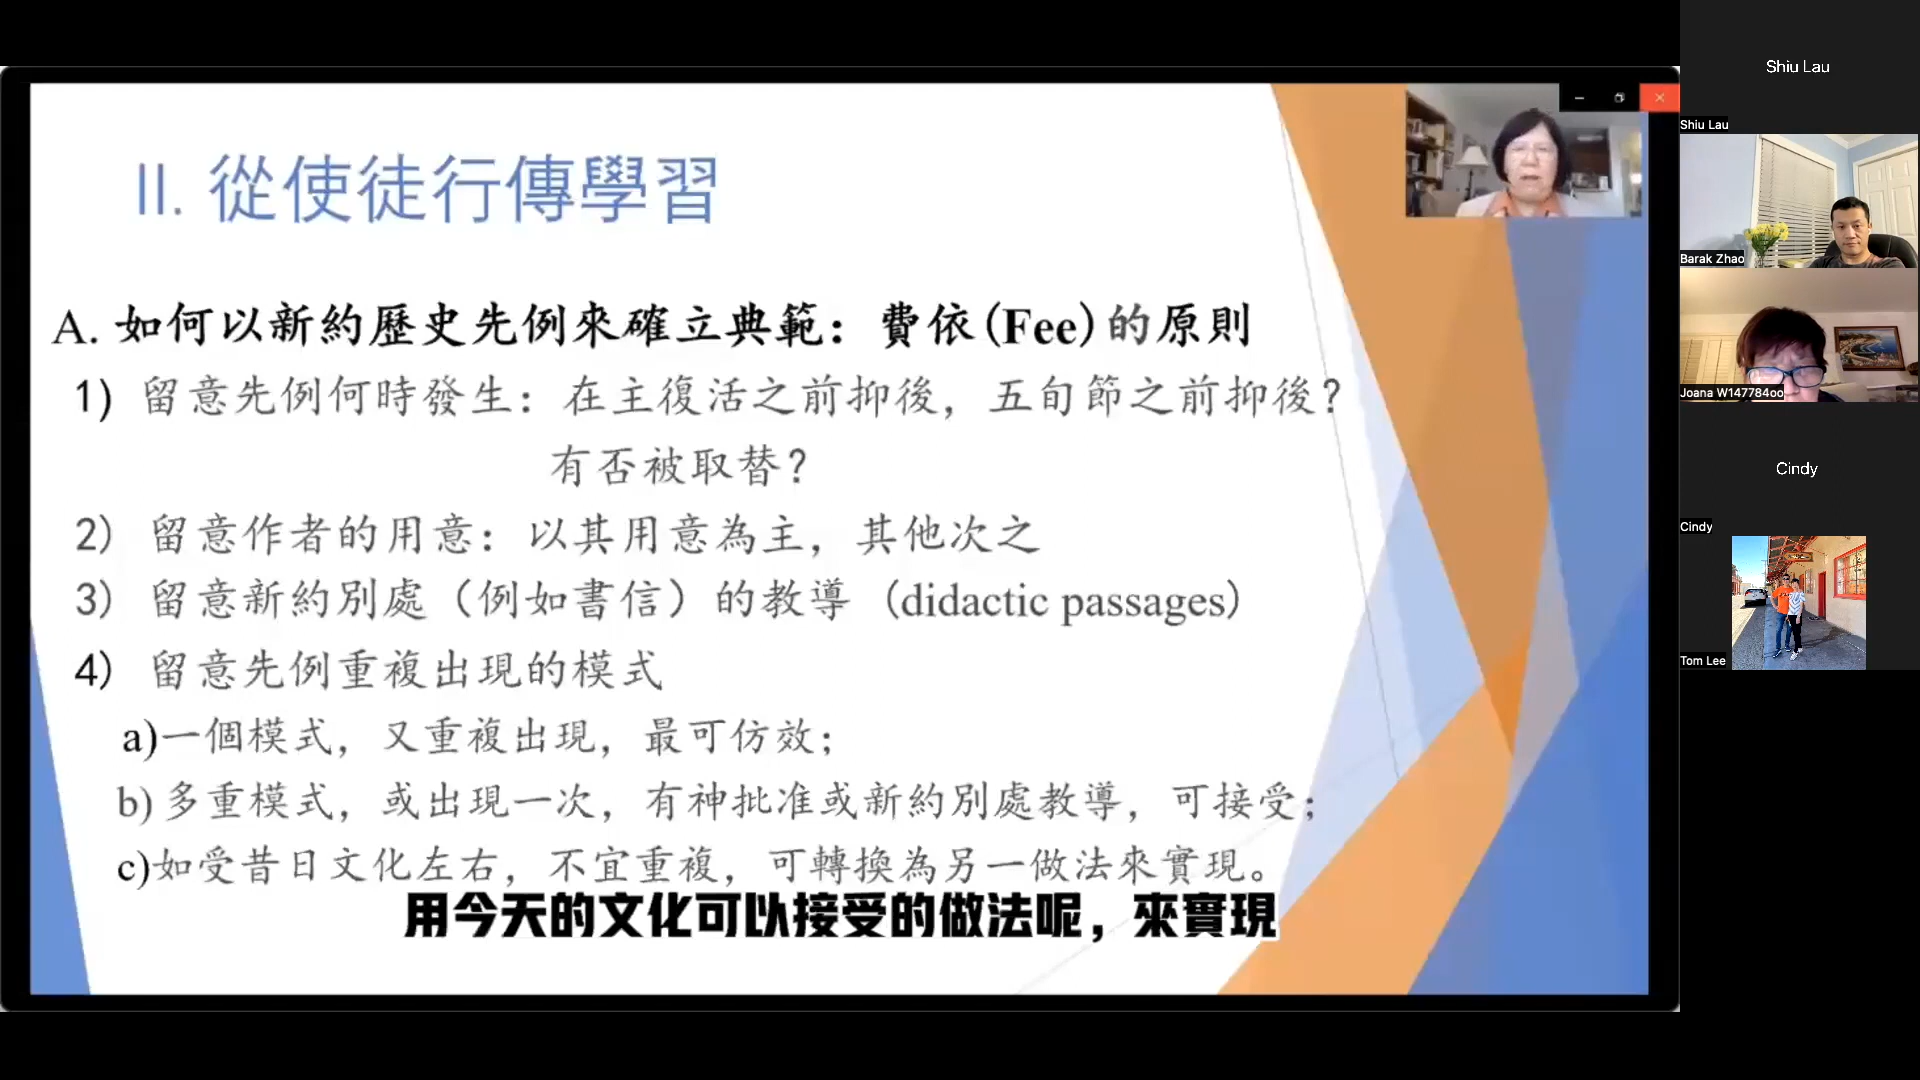 II. 從使徒行傳學習
A. 如何以新約歷史先例來確立典範：費依(Fee)的原則
1) 留意先例何時發生：在主復活之前抑後，五旬節之前抑後?
有否被取替?
2) 留意作者的用意：以其用意為主，其他次之
3) 留意新約別處（例如書信）的教導 (didactic passages)
4) 留意先例重複出現的模式
a)一個模式，又重複出現，最可仿效；
b) 多重模式，或出現一次，有神批准或新約別處教導，可接受；
c)如受昔日文化左右，不宜重複，可轉換為另一做法來實現。
用今天的文化可以接受的做法呢，來實現
Shiu Lau
Shiu Lau
Barak Zhao
Joana W147784oo
Cindy
Cindy
Tom Lee